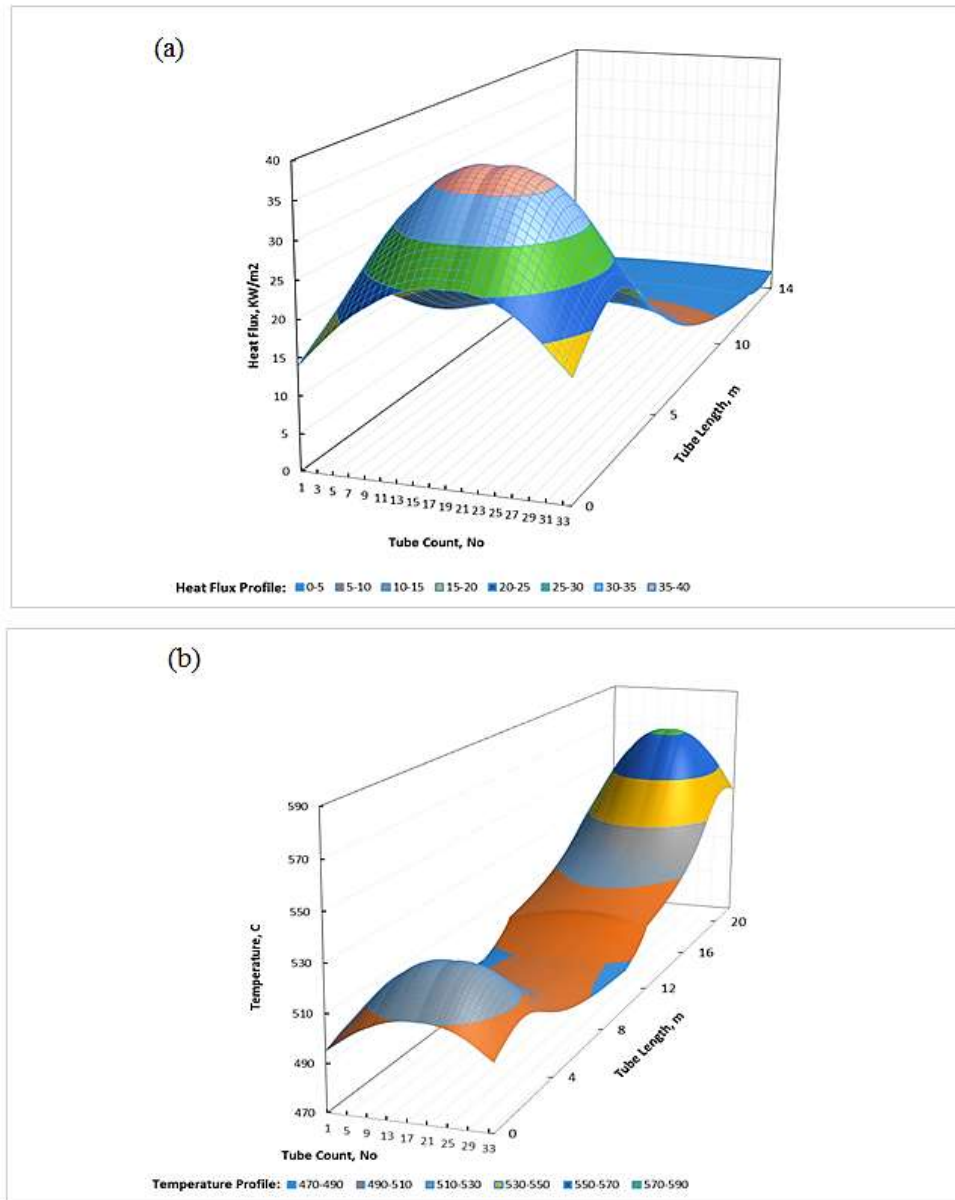 (a)
40
35
30
25
20
15
10
5
0
Heat Flux, KW/m2
1 3 5 7 9 11 13 15 17 19 21 23 25 27 29 31 33
Tube Count, No
0
5
10
14
Tube Length, m
Heat Flux Profile: 0-5 5-10 10-15 15-20 20-25 25-30 30-35 35-40
(b)
590
570
550
530
510
490
470
Temperature, C
1 5 9 13 17 21 25 29 33
Tube Count, No
0
4
8
12
16
20
Tube Length, m
Temperature Profile: 470-490 490-510 510-530 530-550 550-570 570-590